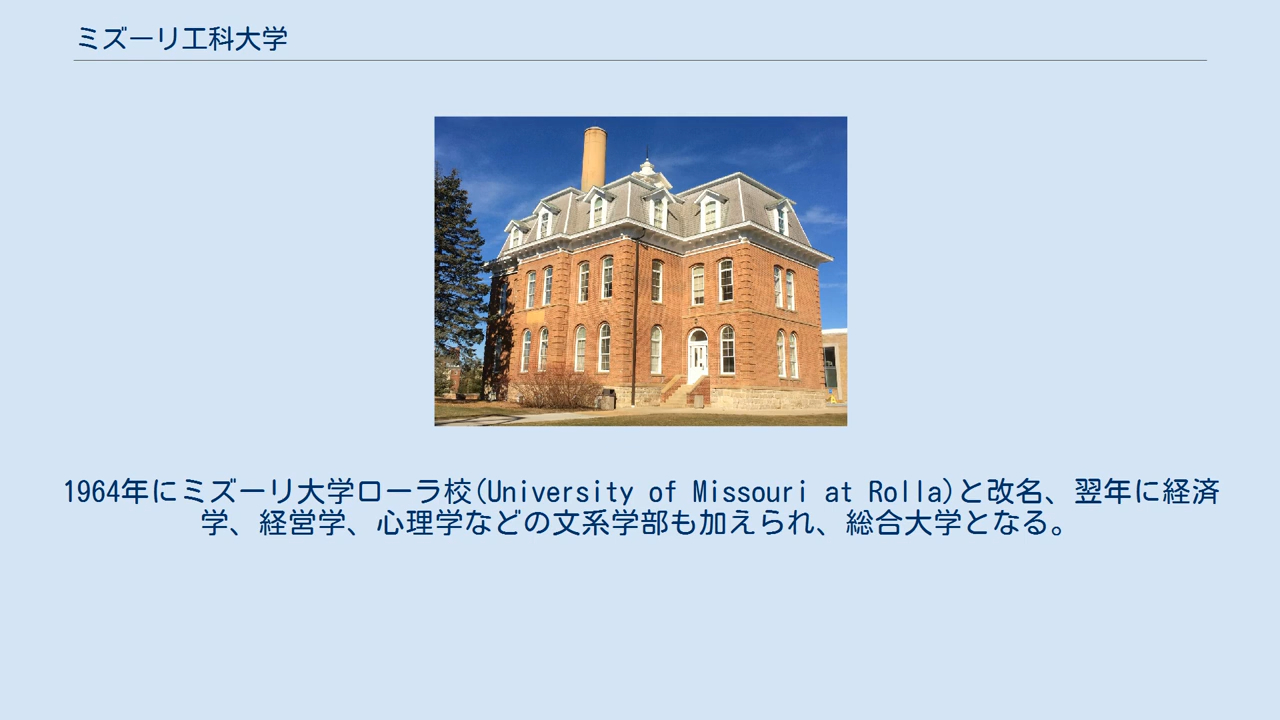 ミズーリ工科大学
1964年にミズーリ大学ローラ校(University of Missouri at Rolla)と改名、翌年に経済
学、経営学、心理学などの文系学部も加えられ、総合大学となる。